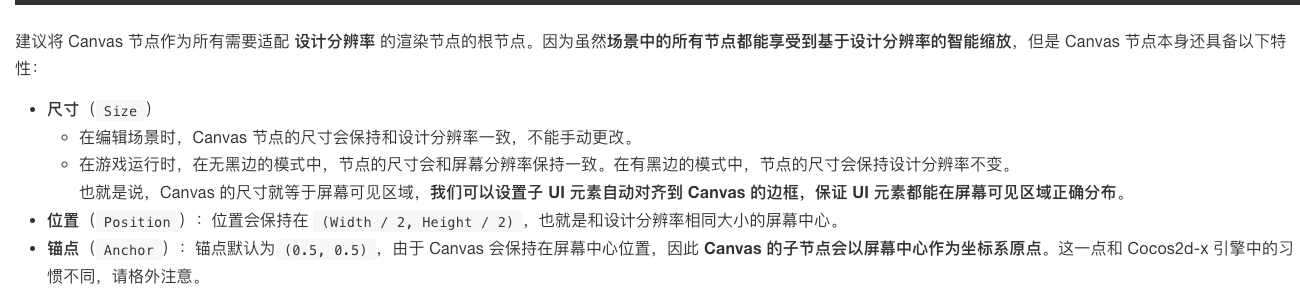 建议将 Canvas 节点作为所有需要适配 设计分辨率 的渲染节点的根节点。因为虽然场景中的所有节点都能享受到基于设计分辨率的智能缩放，但是 Canvas 节点本身还具备以下特
性：
• 尺寸（ Size ）
◦ 在编辑场景时，Canvas 节点的尺寸会保持和设计分辨率一致，不能手动更改。
◦ 在游戏运行时，在无黑边的模式中，节点的尺寸会和屏幕分辨率保持一致。在有黑边的模式中，节点的尺寸会保持设计分辨率不变。
也就是说，Canvas 的尺寸就等于屏幕可见区域，我们可以设置子 UI 元素自动对齐到 Canvas 的边框，保证 UI 元素都能在屏幕可见区域正确分布。
• 位置（ Position ）：位置会保持在 (Width / 2, Height / 2) ，也就是和设计分辨率相同大小的屏幕中心。
• 锚点（ Anchor ）：锚点默认为 (0.5, 0.5) ，由于 Canvas 会保持在屏幕中心位置，因此 Canvas 的子节点会以屏幕中心作为坐标系原点。这一点和 Cocos2d-x 引擎中的习
惯不同，请格外注意。